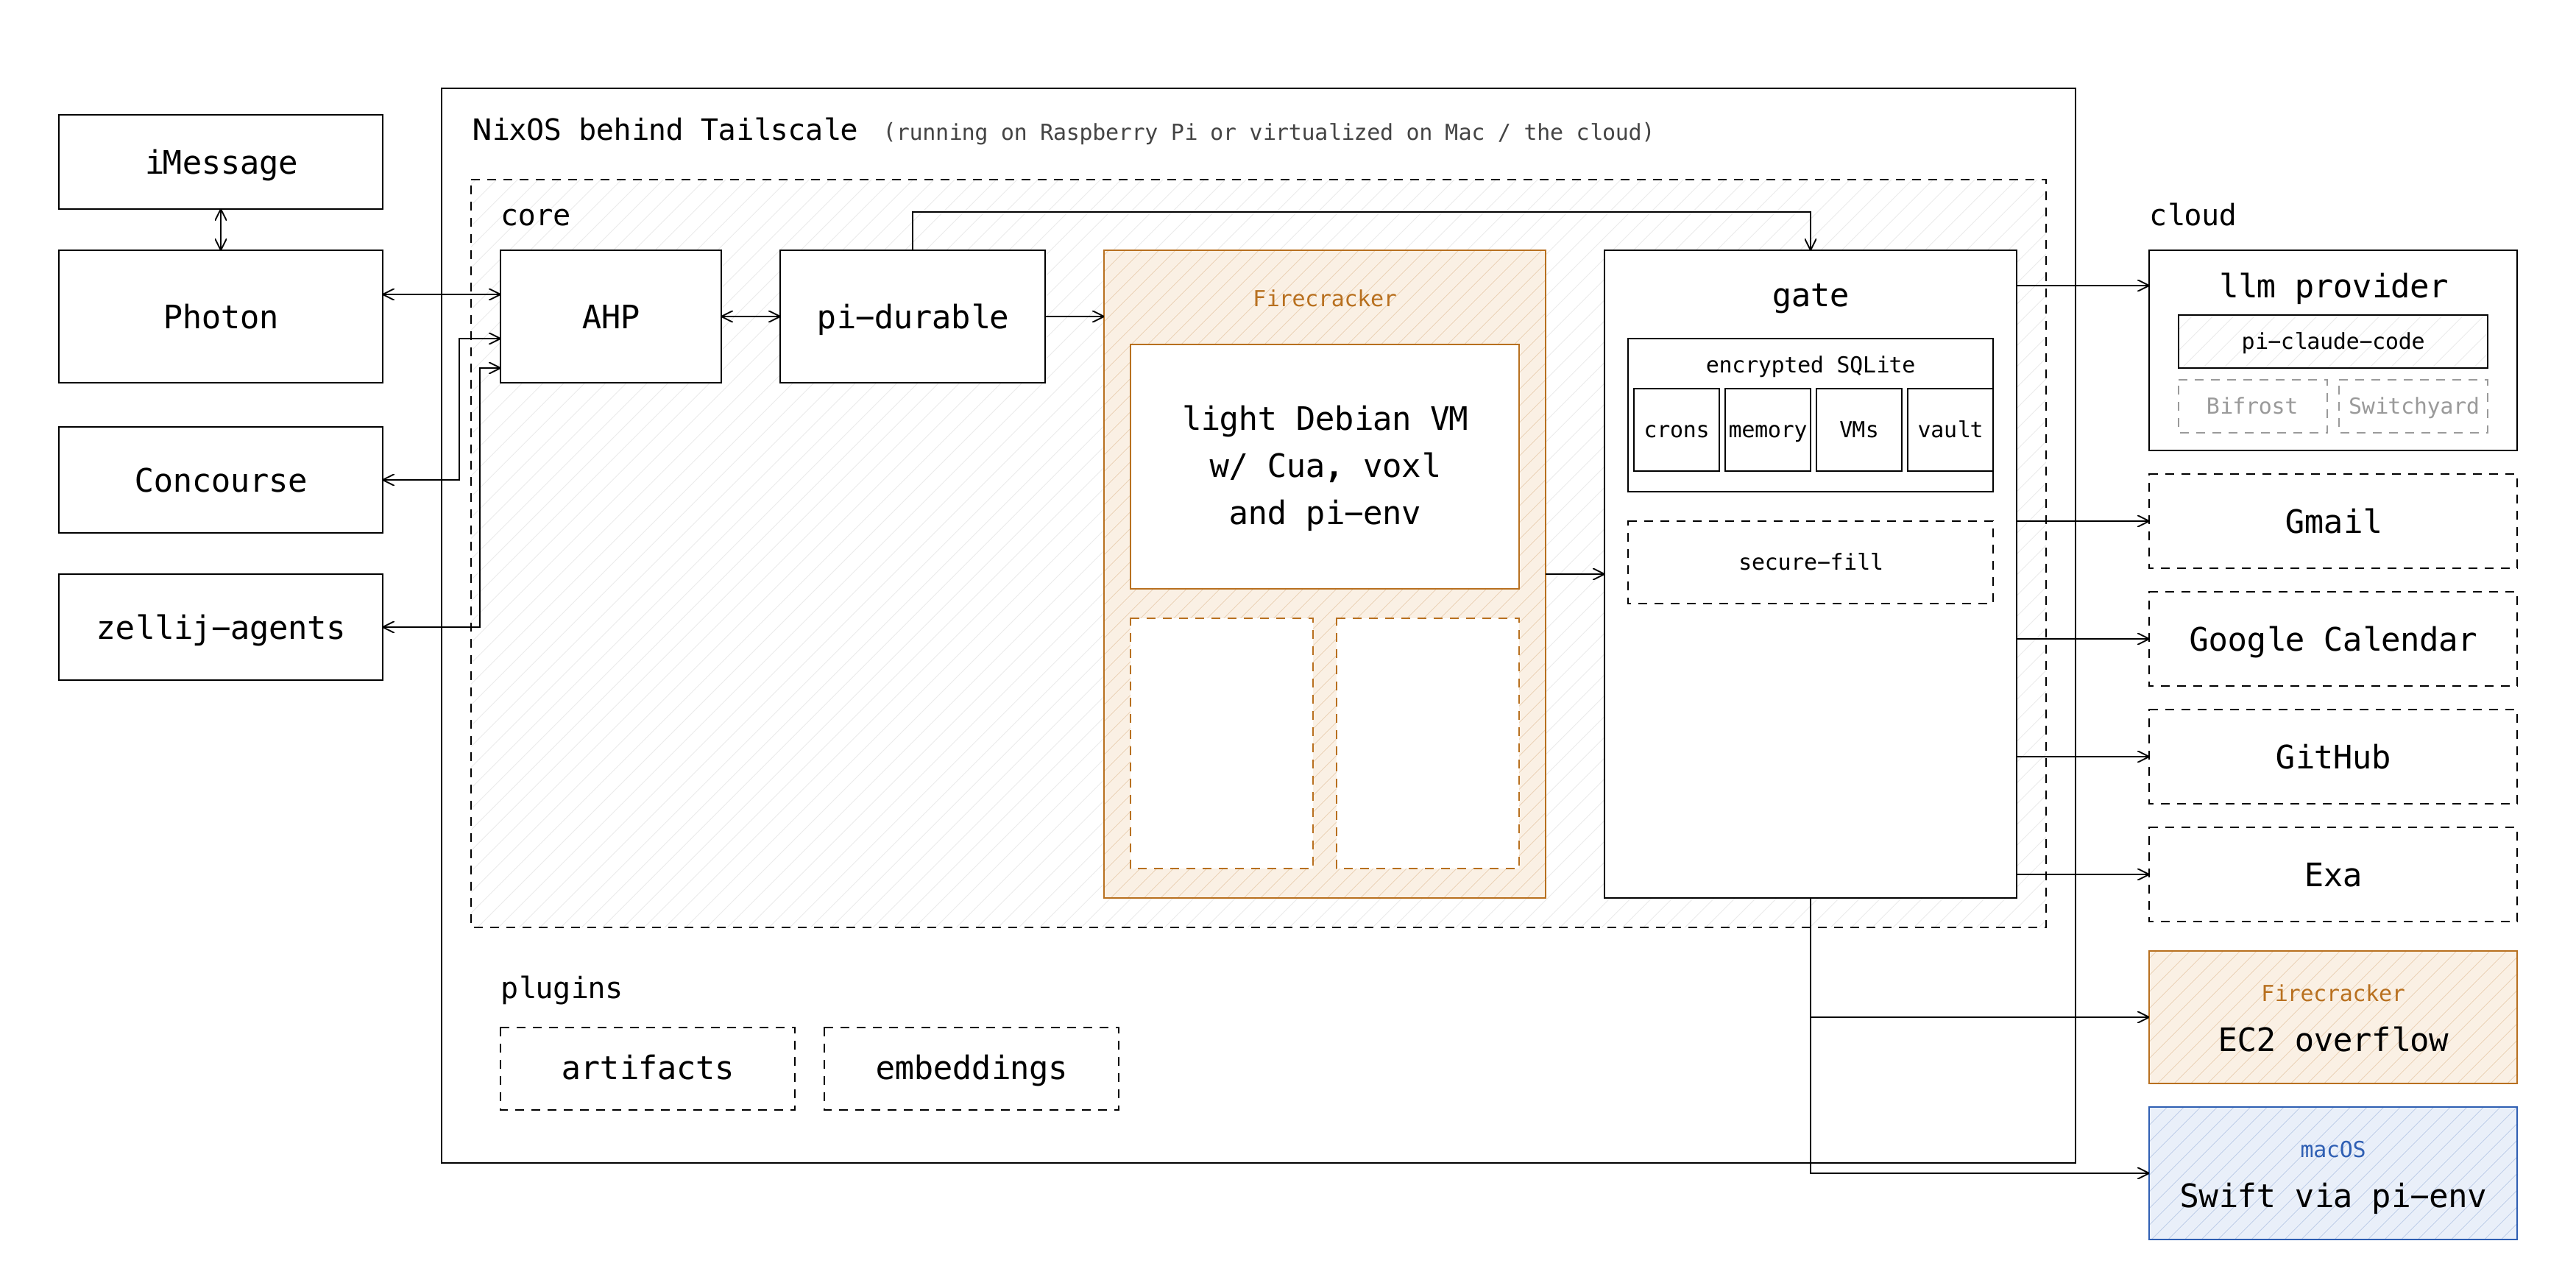 NixOS behind Tailscale (running on Raspberry Pi or virtualized on Mac / the cloud)
iMessage
Photon
Concourse
zellij-agents
core
AHP
pi-durable
Firecracker
light Debian VM
w/ Cua, voxl
and pi-env
gate
encrypted SQLite
crons memory VMs vault
secure-fill
plugins
artifacts
embeddings
cloud
llm provider
pi-claude-code
Bifrost Switchyard
Gmail
Google Calendar
GitHub
Exa
Firecracker
EC2 overflow
macOS
Swift via pi-env